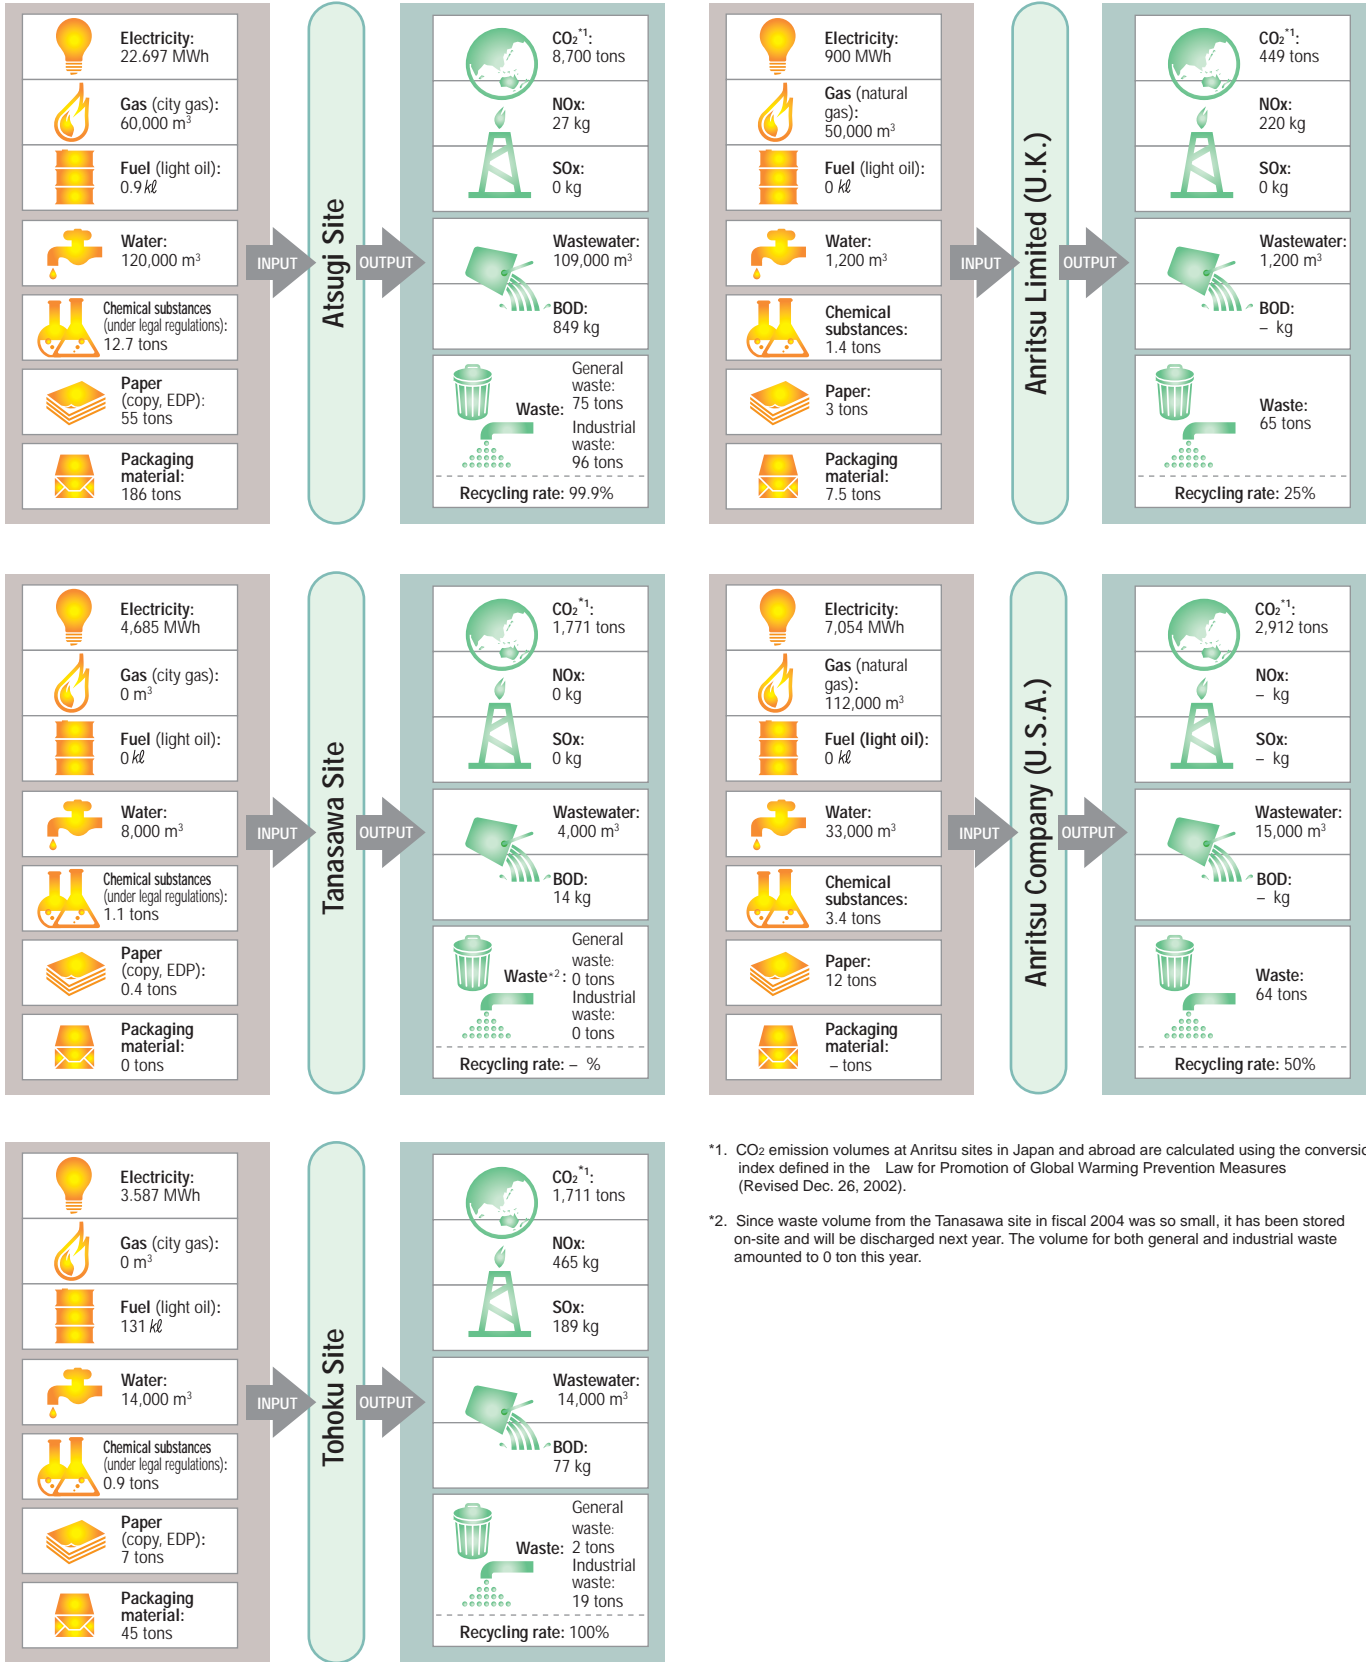 Electricity:
22.697 MWh
Gas (city gas):
60,000 m³
Fuel (light oil):
0.9 kℓ
Water:
120,000 m³
Chemical substances
(under legal regulations):
12.7 tons
Paper
(copy, EDP):
55 tons
Packaging
material:
186 tons
INPUT
Atsugi Site
OUTPUT
CO₂*1:
8,700 tons
NOx:
27 kg
SOx:
0 kg
Wastewater:
109,000 m³
BOD:
849 kg
General
waste:
Waste: 75 tons
Industrial
waste:
96 tons
Recycling rate: 99.9%
Electricity:
900 MWh
Gas (natural
gas):
50,000 m³
Fuel (light oil):
0 kℓ
Water:
1,200 m³
Chemical
substances:
1.4 tons
Paper:
3 tons
Packaging
material:
7.5 tons
INPUT
Anritsu Limited (U.K.)
OUTPUT
CO₂*1:
449 tons
NOx:
220 kg
SOx:
0 kg
Wastewater:
1,200 m³
BOD:
– kg
Waste:
65 tons
Recycling rate: 25%
Electricity:
4,685 MWh
Gas (city gas):
0 m³
Fuel (light oil):
0 kℓ
Water:
8,000 m³
Chemical substances
(under legal regulations):
1.1 tons
Paper
(copy, EDP):
0.4 tons
Packaging
material:
0 tons
INPUT
Tanasawa Site
OUTPUT
CO₂*1:
1,771 tons
NOx:
0 kg
SOx:
0 kg
Wastewater:
4,000 m³
BOD:
14 kg
General
waste:
Waste*2: 0 tons
Industrial
waste:
0 tons
Recycling rate: – %
Electricity:
7,054 MWh
Gas (natural
gas):
112,000 m³
Fuel (light oil):
0 kℓ
Water:
33,000 m³
Chemical
substances:
3.4 tons
Paper:
12 tons
Packaging
material:
– tons
INPUT
Anritsu Company (U.S.A.)
OUTPUT
CO₂*1:
2,912 tons
NOx:
– kg
SOx:
– kg
Wastewater:
15,000 m³
BOD:
– kg
Waste:
64 tons
Recycling rate: 50%
Electricity:
3.587 MWh
Gas (city gas):
0 m³
Fuel (light oil):
131 kℓ
Water:
14,000 m³
Chemical substances
(under legal regulations):
0.9 tons
Paper
(copy, EDP):
7 tons
Packaging
material:
45 tons
INPUT
Tohoku Site
OUTPUT
CO₂*1:
1,711 tons
NOx:
465 kg
SOx:
189 kg
Wastewater:
14,000 m³
BOD:
77 kg
General
waste:
Waste: 2 tons
Industrial
waste:
19 tons
Recycling rate: 100%
*1. CO₂ emission volumes at Anritsu sites in Japan and abroad are calculated using the conversic
index defined in the Law for Promotion of Global Warming Prevention Measures
(Revised Dec. 26, 2002).
*2. Since waste volume from the Tanasawa site in fiscal 2004 was so small, it has been stored
on-site and will be discharged next year. The volume for both general and industrial waste
amounted to 0 ton this year.